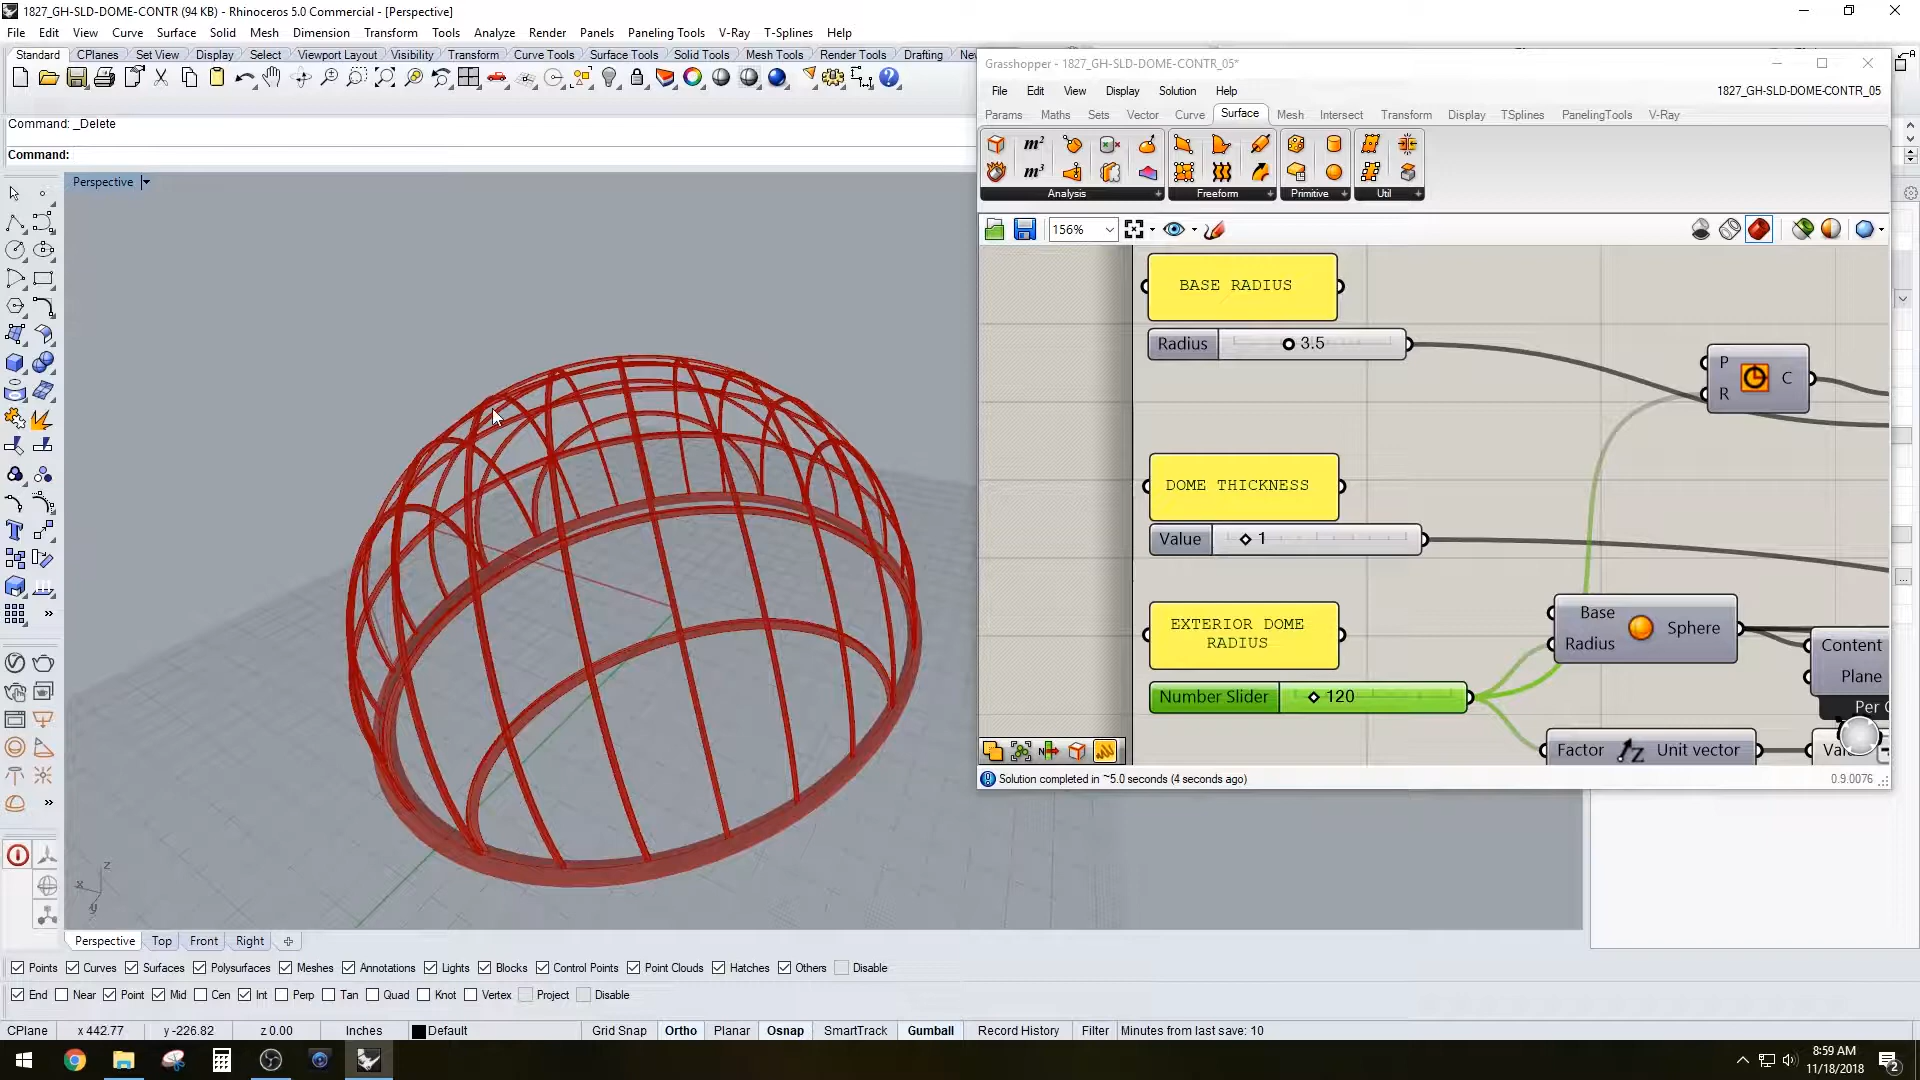 1827_GH-SLD-DOME-CONTR (94 KB) - Rhinoceros 5.0 Commercial - [Perspective]
File Edit View Curve Surface Solid Mesh Dimension Transform Tools Analyze Render Panels Paneling Tools V-Ray T-Splines Help
Standard CPlanes Set View Display Select Viewport Layout Visibility Transform Curve Tools Surface Tools Solid Tools Mesh Tools Render Tools Drafting
Command: _Delete
Command:
Perspective
Grasshopper - 1827_GH-SLD-DOME-CONTR_05*
File Edit View Display Solution Help
1827_GH-SLD-DOME-CONTR_05
Params Maths Sets Vector Curve Surface Mesh Intersect Transform Display TSplines PanelingTools V-Ray
m²
m³
Analysis Freeform Primitive Util
156%
BASE RADIUS
Radius 3.5
P
R
C
DOME THICKNESS
Value 1
EXTERIOR DOME
RADIUS
Number Slider 120
Base
Radius
Sphere
Content
Plane
Factor Unit vector
Solution completed in ~5.0 seconds (4 seconds ago)
0.9.0076
z
x
y
Perspective Top Front Right
Points Curves Surfaces Polysurfaces Meshes Annotations Lights Blocks Control Points Point Clouds Hatches Others Disable
End Near Point Mid Cen Int Perp Tan Quad Knot Vertex Project Disable
CPlane x 442.77 y -226.82 z 0.00 Inches Default Grid Snap Ortho Planar Osnap SmartTrack Gumball Record History Filter Minutes from last save: 10
8:59 AM
11/18/2018
2